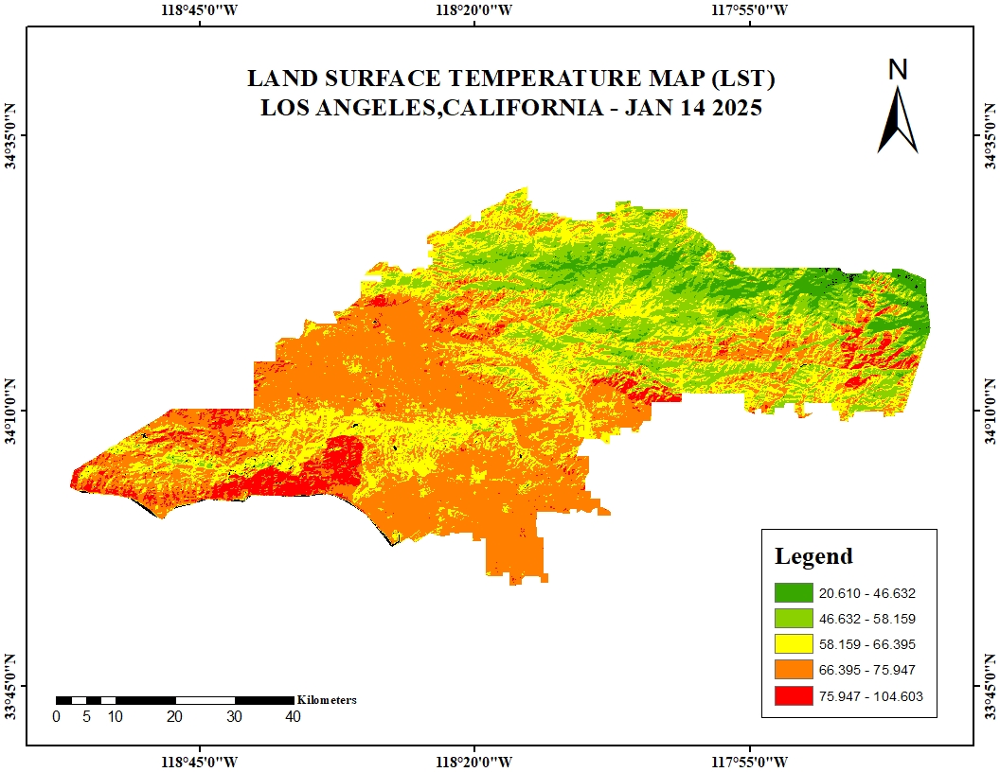 118°45'0"W
118°20'0"W
117°55'0"W
LAND SURFACE TEMPERATURE MAP (LST)
LOS ANGELES,CALIFORNIA - JAN 14 2025
N
34°35'0"N
34°35'0"N
34°10'0"N
34°10'0"N
33°45'0"N
33°45'0"N
Legend
20.610 - 46.632
46.632 - 58.159
58.159 - 66.395
66.395 - 75.947
75.947 - 104.603
Kilometers
0 5 10 20 30 40
118°45'0"W
118°20'0"W
117°55'0"W